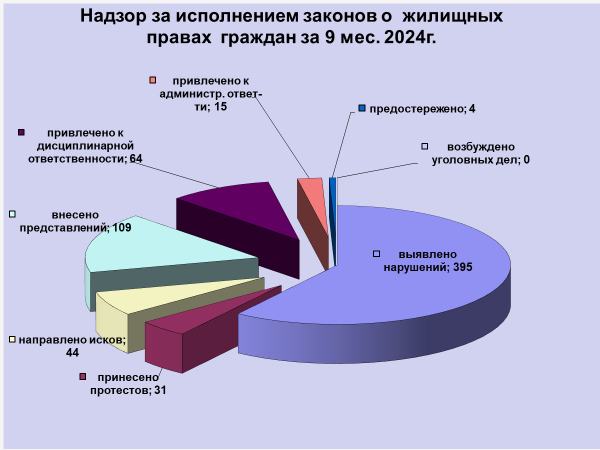 Надзор за исполнением законов о жилищных
правах граждан за 9 мес. 2024г.
привлечено к
администр. ответ-
ти; 15
предостережено; 4
возбуждено
уголовных дел; 0
привлечено к
дисциплинарной
ответственности; 64
внесено
представлений; 109
выявлено
нарушений; 395
направлено исков;
44
принесено
протестов; 31